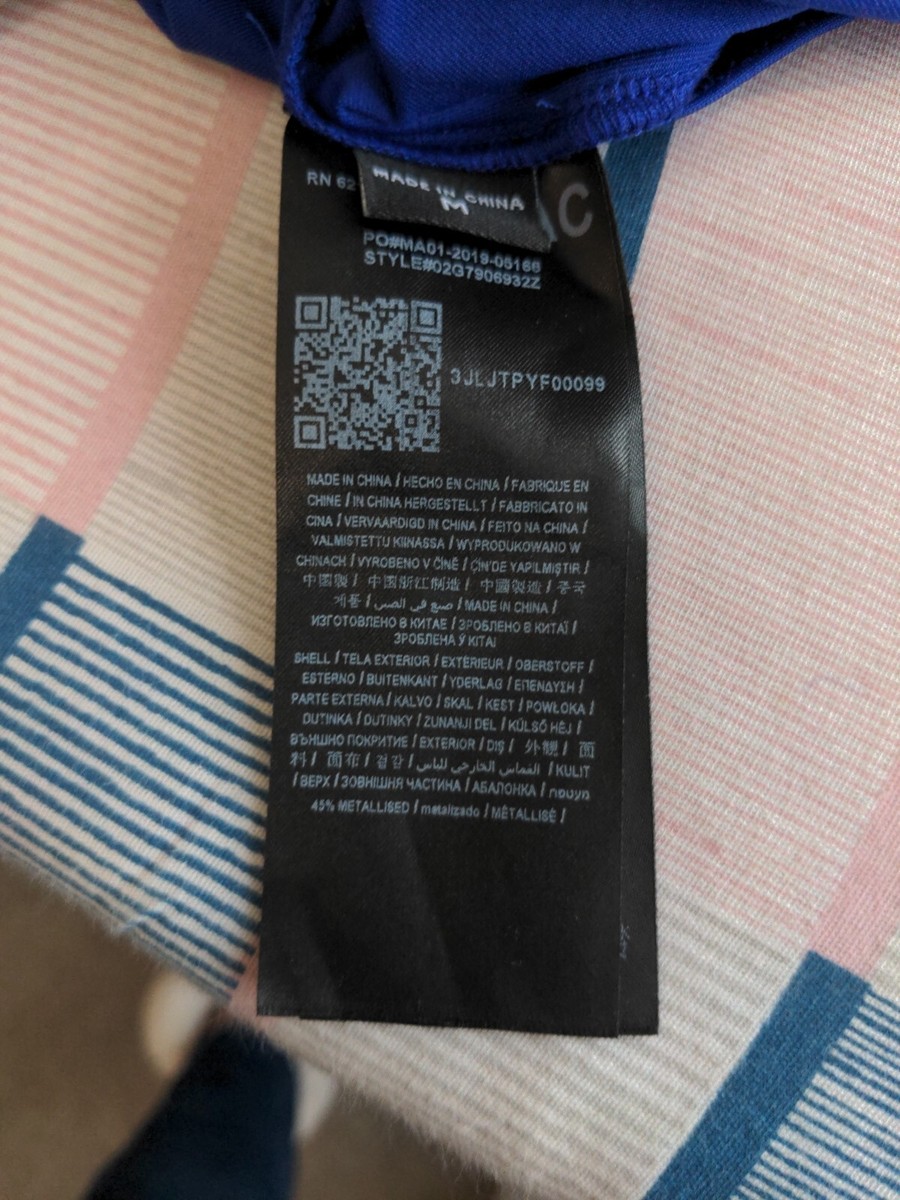 MADE IN CHINA
M
RN 62
C
PO#MA01-2019-05166
STYLE#02G7906932Z
3JLJTPYF00099
MADE IN CHINA / HECHO EN CHINA / FABRIQUE EN
CHINE / IN CHINA HERGESTELLT / FABBRICATO IN
CINA / VERVAARDIGD IN CHINA / FEITO NA CHINA /
VALMISTETTU KIINASSA / WYPRODUKOWANO W
CHINACH / VYROBENO V ČÍNĚ / ÇİN'DE YAPILMIŞTIR /
中国製 / 中国浙江制造 / 中國製造 / 중국
제품 / صنع في الصين / MADE IN CHINA /
ИЗГОТОВЛЕНО В КИТАЕ / ЗРОБЛЕНО В КИТАЇ /
ЗРОБЛЕНА Ў КІТАІ
SHELL / TELA EXTERIOR / EXTÉRIEUR / OBERSTOFF /
ESTERNO / BUITENKANT / YDERLAG / ΕΠΕΝΔΥΣΗ /
PARTE EXTERNA / KALVO / SKAL / KEST / POWŁOKA /
DUTINKA / DUTINKY / ZUNANJI DEL / KÜLSŐ HÉJ /
ВЪНШНО ПОКРИТИЕ / EXTERIOR / DIŞ / 外観 / 面
料 / 面布 / 겉감 / القماش الخارجي للباس / KULIT
/ ВЕРХ / ЗОВНІШНЯ ЧАСТИНА / АБАЛОНКА / מעטפת
45% METALLISED / metalizado / MÉTALLISÉ /